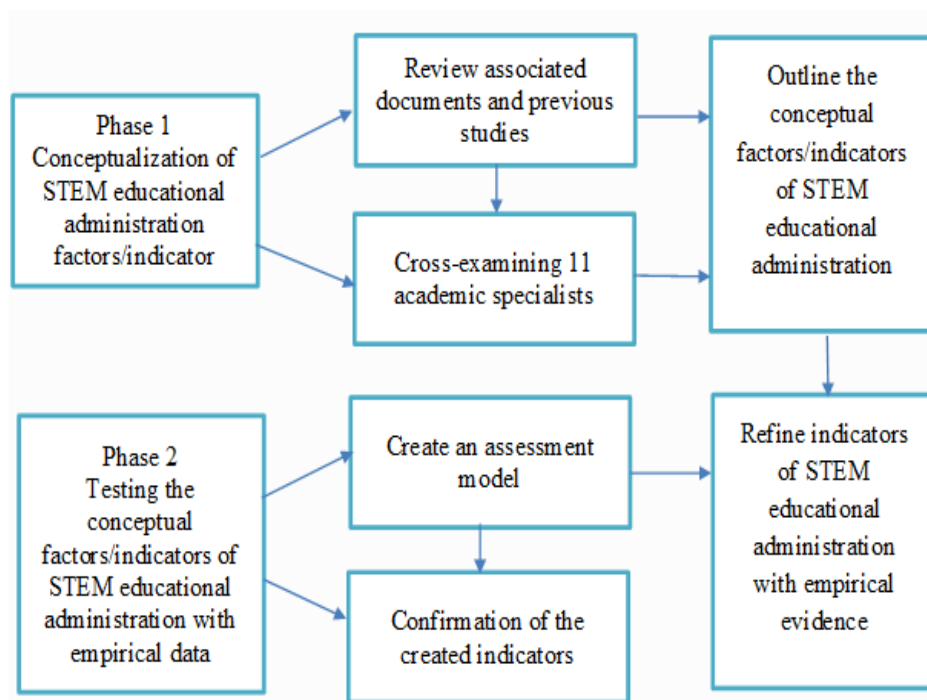 Phase 1
Conceptualization of
STEM educational
administration
factors/indicator
Review associated
documents and previous
studies
Cross-examining 11
academic specialists
Outline the
conceptual
factors/indicators
of STEM
educational
administration
Phase 2
Testing the
conceptual
factors/indicators of
STEM educational
administration with
empirical data
Create an assessment
model
Confirmation of the
created indicators
Refine indicators
of STEM
educational
administration
with empirical
evidence